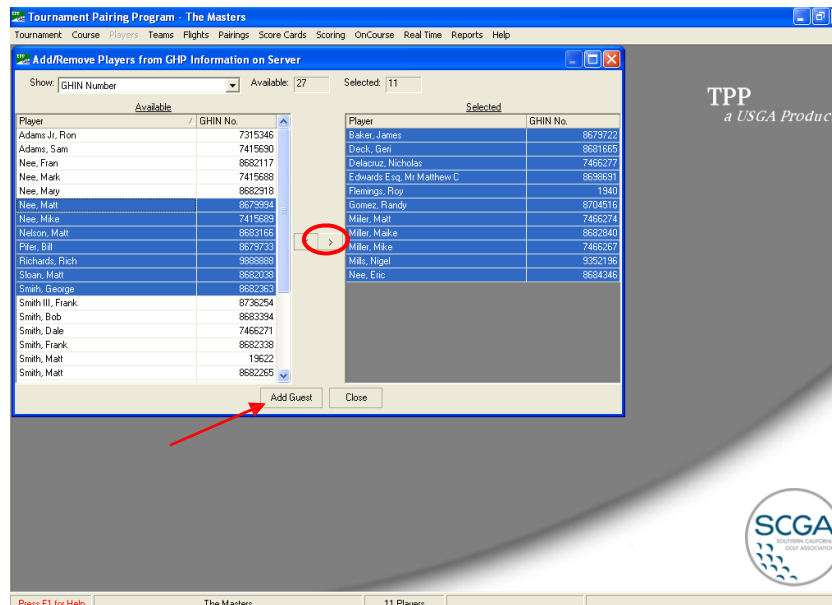 Tournament Pairing Program - The Masters
Tournament Course Players Teams Flights Pairings Score Cards Scoring OnCourse Real Time Reports Help
Add/Remove Players from GHP Information on Server
Show: GHIN Number Available: 27 Selected: 11
Available
Player / GHIN No.
Adams Jr, Ron 7315346
Adams, Sam 7415690
Nee, Fran 8682117
Nee, Mark 7415688
Nee, Mary 8682918
Nee, Matt 8679994
Nee, Mike 7415689
Nelson, Matt 8683166
Pifer, Bill 8679733
Richards, Rich 9888888
Sloan, Matt 8682038
Smith, George 8682363
Smith III, Frank 8736254
Smith, Bob 8683394
Smith, Dale 7466271
Smith, Frank 8682338
Smith, Matt 19622
Smith, Matt 8682265
>
Selected
Player GHIN No.
Baker, James 8679722
Deck, Geri 8681665
Delacruz, Nicholas 7466277
Edwards Esq, Mr Matthew C 8698691
Flemings, Roy 1940
Gomez, Randy 8704516
Miller, Matt 7466274
Miller, Maike 8682840
Miller, Mike 7466267
Mills, Nigel 9352196
Nee, Eric 8684346
Add Guest Close
TPP
a USGA Produc
SCGA
SOUTHERN CALIFORNIA
GOLF ASSOCIATION
Press F1 for Help The Masters 11 Players